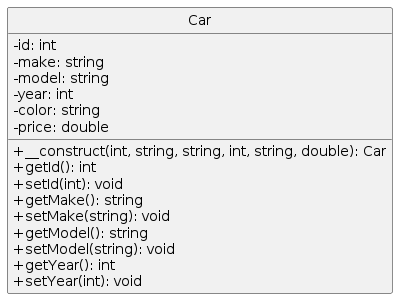 Car
-id: int
-make: string
-model: string
-year: int
-color: string
-price: double
+__construct(int, string, string, int, string, double): Car
+getId(): int
+setId(int): void
+getMake(): string
+setMake(string): void
+getModel(): string
+setModel(string): void
+getYear(): int
+setYear(int): void